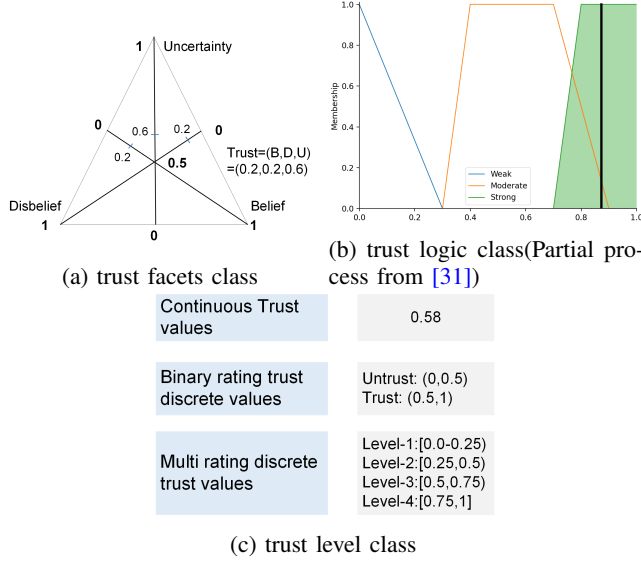 1
Uncertainty
0
0.6
0.2
0
0.2
0.5
Trust=(B,D,U)
=(0.2,0.2,0.6)
Disbelief
Belief
1
0
1
(a) trust facets class
1.0
0.8
0.6
0.4
0.2
0.0
Membership
Weak
Moderate
Strong
0.0 0.2 0.4 0.6 0.8 1.0
(b) trust logic class(Partial pro-
cess from [31])
Continuous Trust
values
0.58
Binary rating trust
discrete values
Untrust: (0,0.5)
Trust: (0.5,1)
Multi rating discrete
trust values
Level-1:[0.0-0.25)
Level-2:[0.25,0.5)
Level-3:[0.5,0.75)
Level-4:[0.75,1]
(c) trust level class